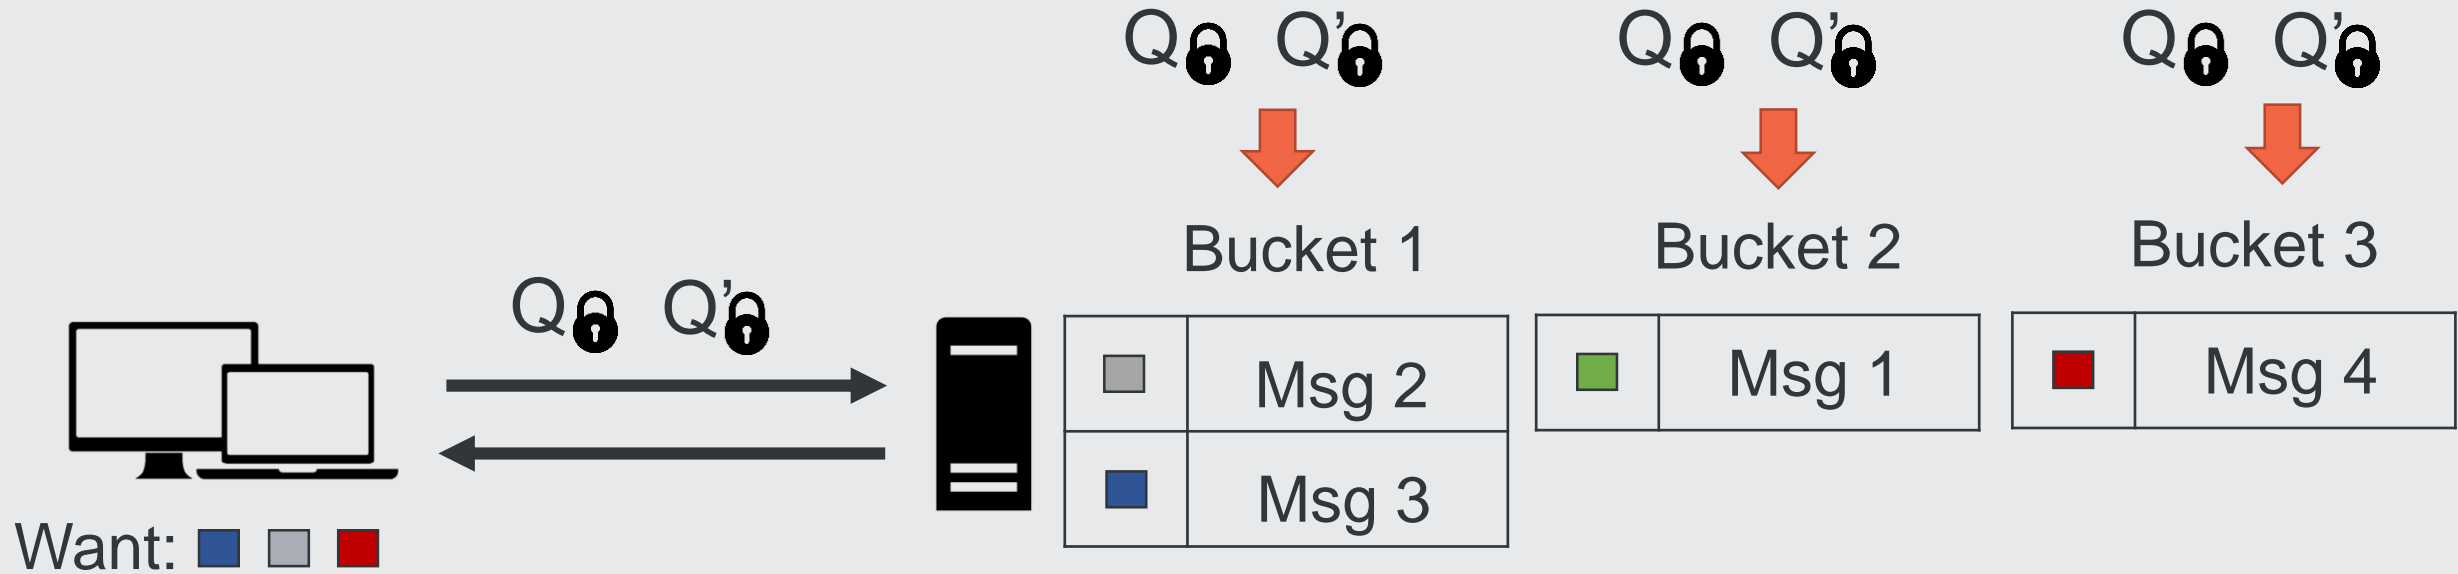 Q Q’ Q Q’ Q Q’
Bucket 1 Bucket 2 Bucket 3
Q Q’
Msg 2 Msg 1 Msg 4
Msg 3
Want: